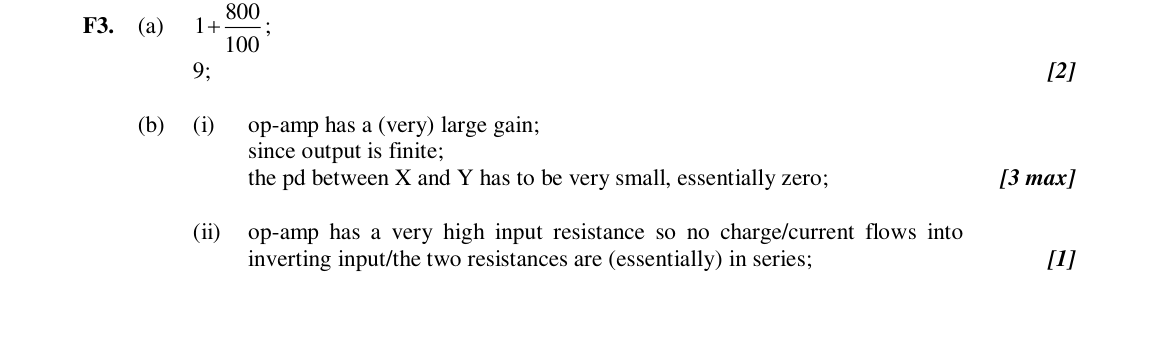 F3. (a) 1+ 800/100 ;
9; [2]
(b) (i) op-amp has a (very) large gain;
since output is finite;
the pd between X and Y has to be very small, essentially zero; [3 max]
(ii) op-amp has a very high input resistance so no charge/current flows into
inverting input/the two resistances are (essentially) in series; [1]